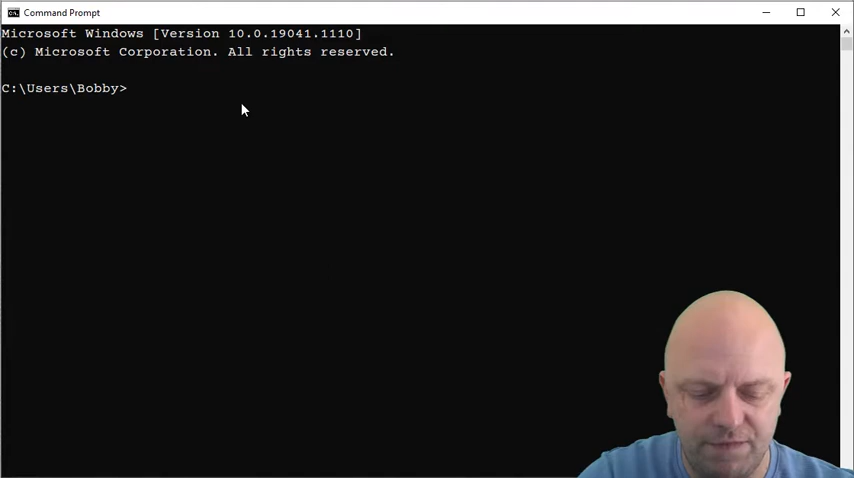 Command Prompt
Microsoft Windows [Version 10.0.19041.1110]
(c) Microsoft Corporation. All rights reserved.
C:\Users\Bobby>